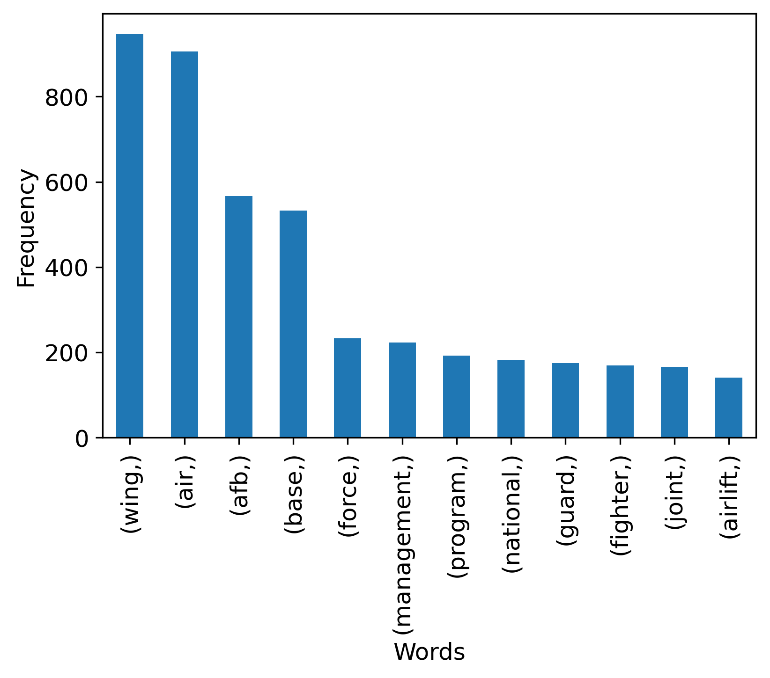 800
600
400
200
0
Frequency
(wing,)
(air,)
(afb,)
(base,)
(force,)
(management,)
(program,)
(national,)
(guard,)
(fighter,)
(joint,)
(airlift,)
Words